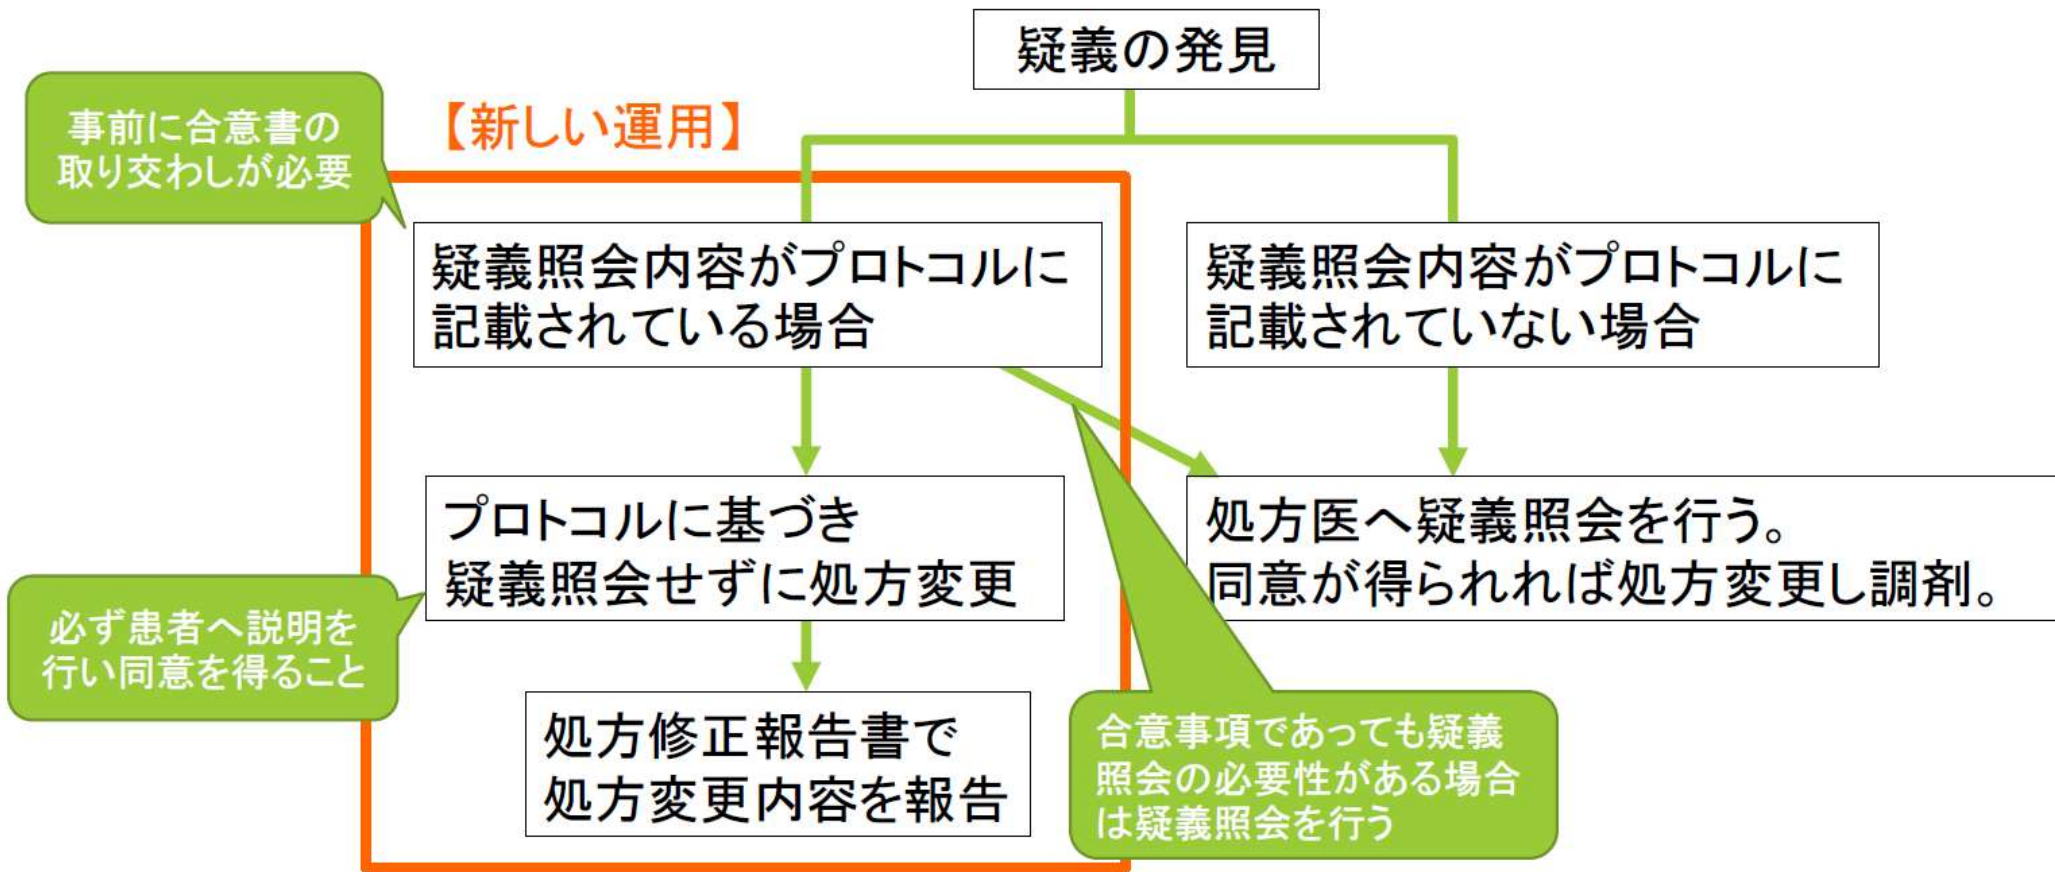 疑義の発見
事前に合意書の
取り交わしが必要
【新しい運用】
疑義照会内容がプロトコルに
記載されている場合
疑義照会内容がプロトコルに
記載されていない場合
プロトコルに基づき
疑義照会せずに処方変更
処方医へ疑義照会を行う。
同意が得られれば処方変更し調剤。
必ず患者へ説明を
行い同意を得ること
処方修正報告書で
処方変更内容を報告
合意事項であっても疑義
照会の必要性がある場合
は疑義照会を行う